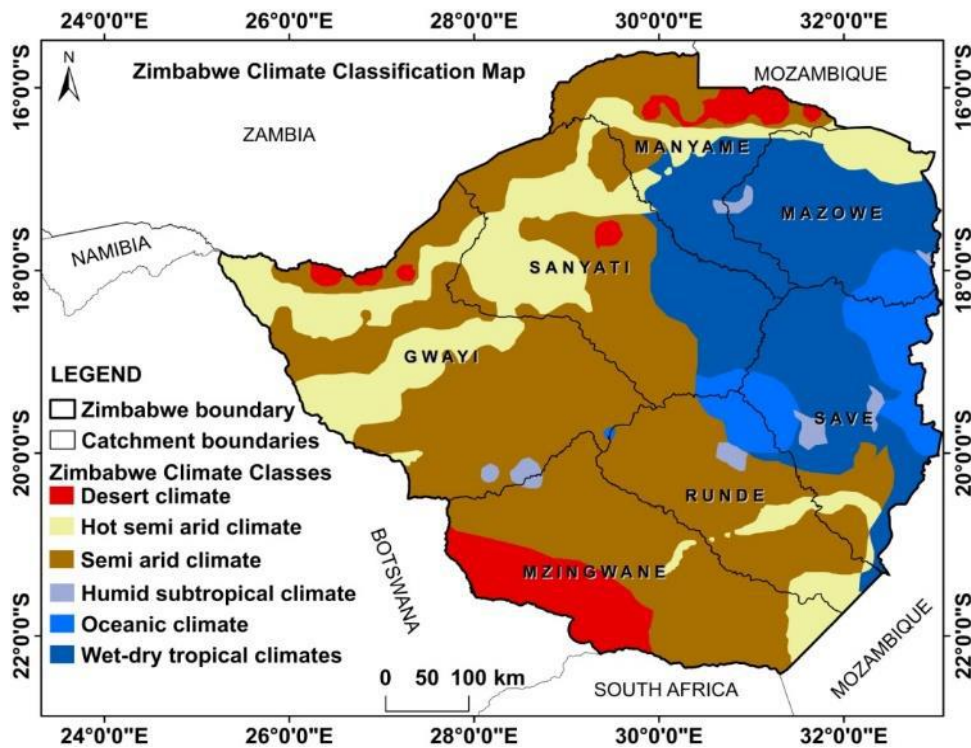 24°0'0"E 26°0'0"E 28°0'0"E 30°0'0"E 32°0'0"E
Zimbabwe Climate Classification Map
N
MOZAMBIQUE
ZAMBIA
NAMIBIA
MANYAME
MAZOWE
SANYATI
GWAYI
SAVE
RUNDE
MZINGWANE
BOTSWANA
MOZAMBIQUE
SOUTH AFRICA
16°0'0"S
18°0'0"S
20°0'0"S
22°0'0"S
16°0'0"S
18°0'0"S
20°0'0"S
22°0'0"S
LEGEND
Zimbabwe boundary
Catchment boundaries
Zimbabwe Climate Classes
Desert climate
Hot semi arid climate
Semi arid climate
Humid subtropical climate
Oceanic climate
Wet-dry tropical climates
0 50 100 km
24°0'0"E 26°0'0"E 28°0'0"E 30°0'0"E 32°0'0"E